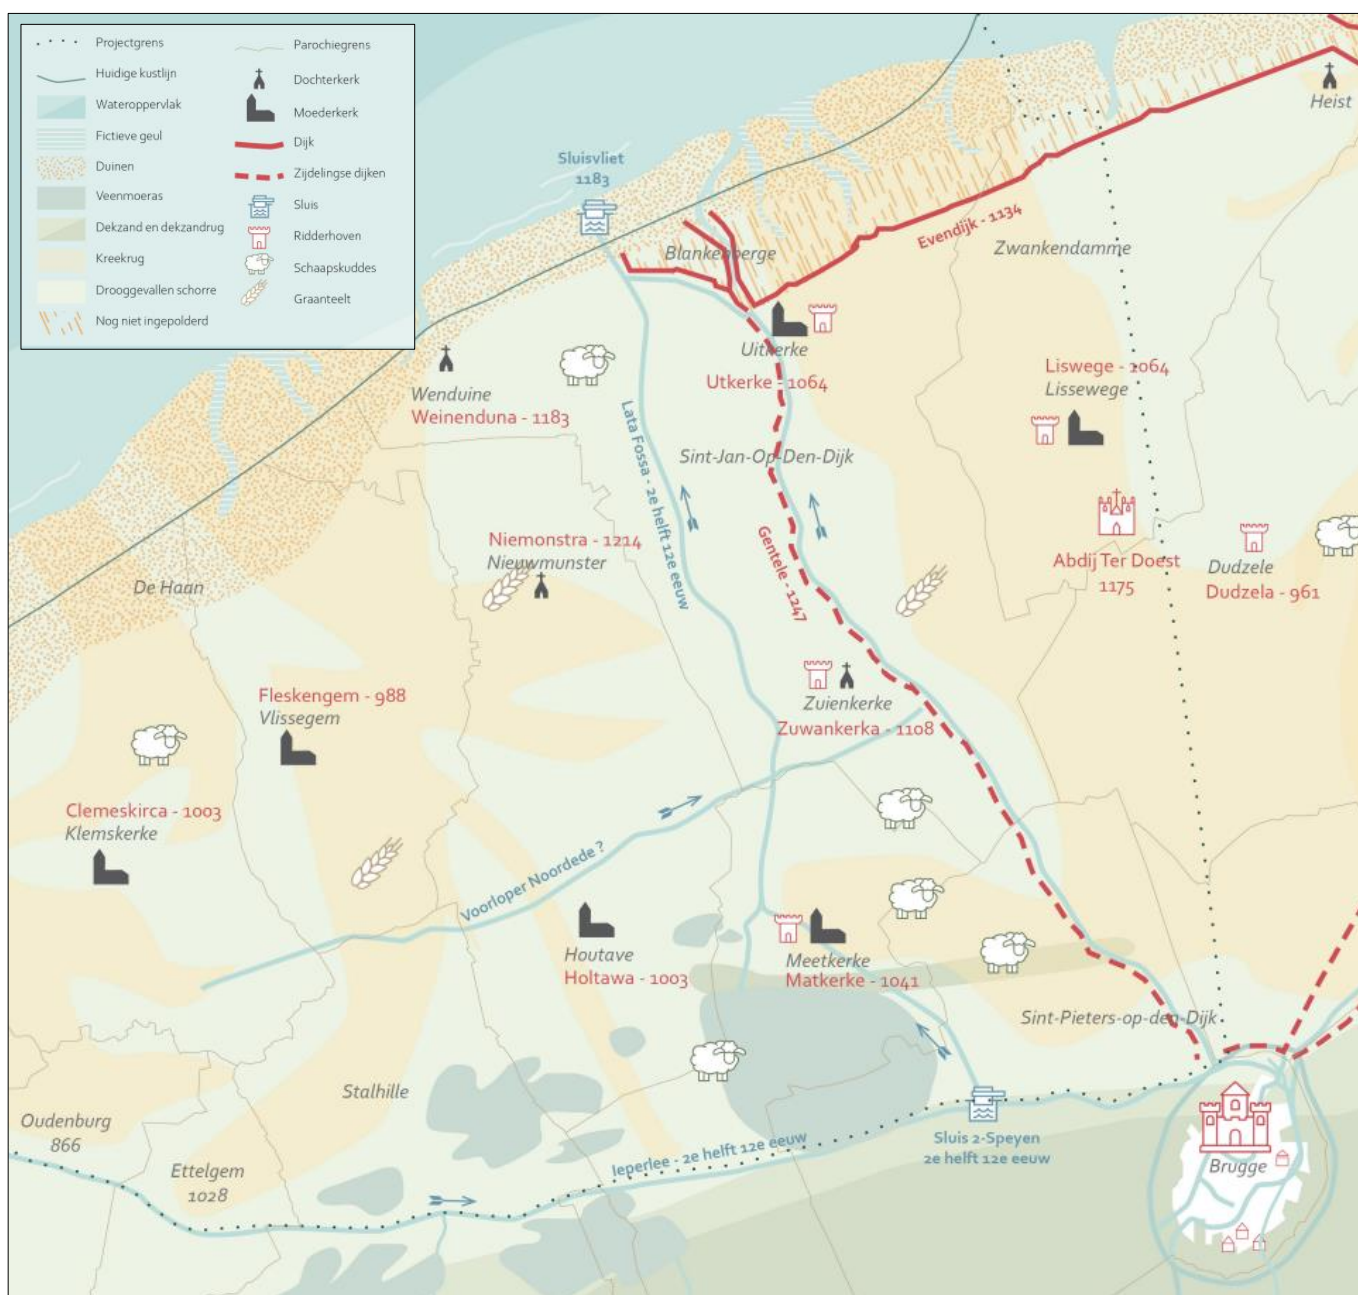 Projectgrens
Huidige kustlijn
Wateroppervlak
Fictieve geul
Duinen
Veenmoeras
Dekzand en dekzandrug
Kreekrug
Drooggevallen schorre
Nog niet ingepolderd
Parochiegrens
Dochterkerk
Moederkerk
Dijk
Zijdelingse dijken
Sluis
Ridderhoven
Schaapskuddes
Graanteelt
Heist
Sluisvliet
1183
Blankenberge
Evendijk - 1134
Zwankendamme
Uitkerke
Utkerke - 1064
Wenduine
Weinenduna - 1183
Liswege - 1064
Lissewege
Lata Fossa - 2e helft 12e eeuw
Sint-Jan-Op-Den-Dijk
Gentele - 1247
Niemonstra - 1214
Nieuwmunster
De Haan
Abdij Ter Doest
1175
Dudzele
Dudzela - 961
Fleskengem - 988
Vlissegem
Zuienkerke
Zuwankerka - 1108
Clemeskirca - 1003
Klemskerke
Voorloper Noordede ?
Houtave
Holtawa - 1003
Meetkerke
Matkerke - 1041
Sint-Pieters-op-den-Dijk
Stalhille
Oudenburg
866
Ettelgem
1028
Ieperlee - 2e helft 12e eeuw
Sluis 2-Speyen
2e helft 12e eeuw
Brugge